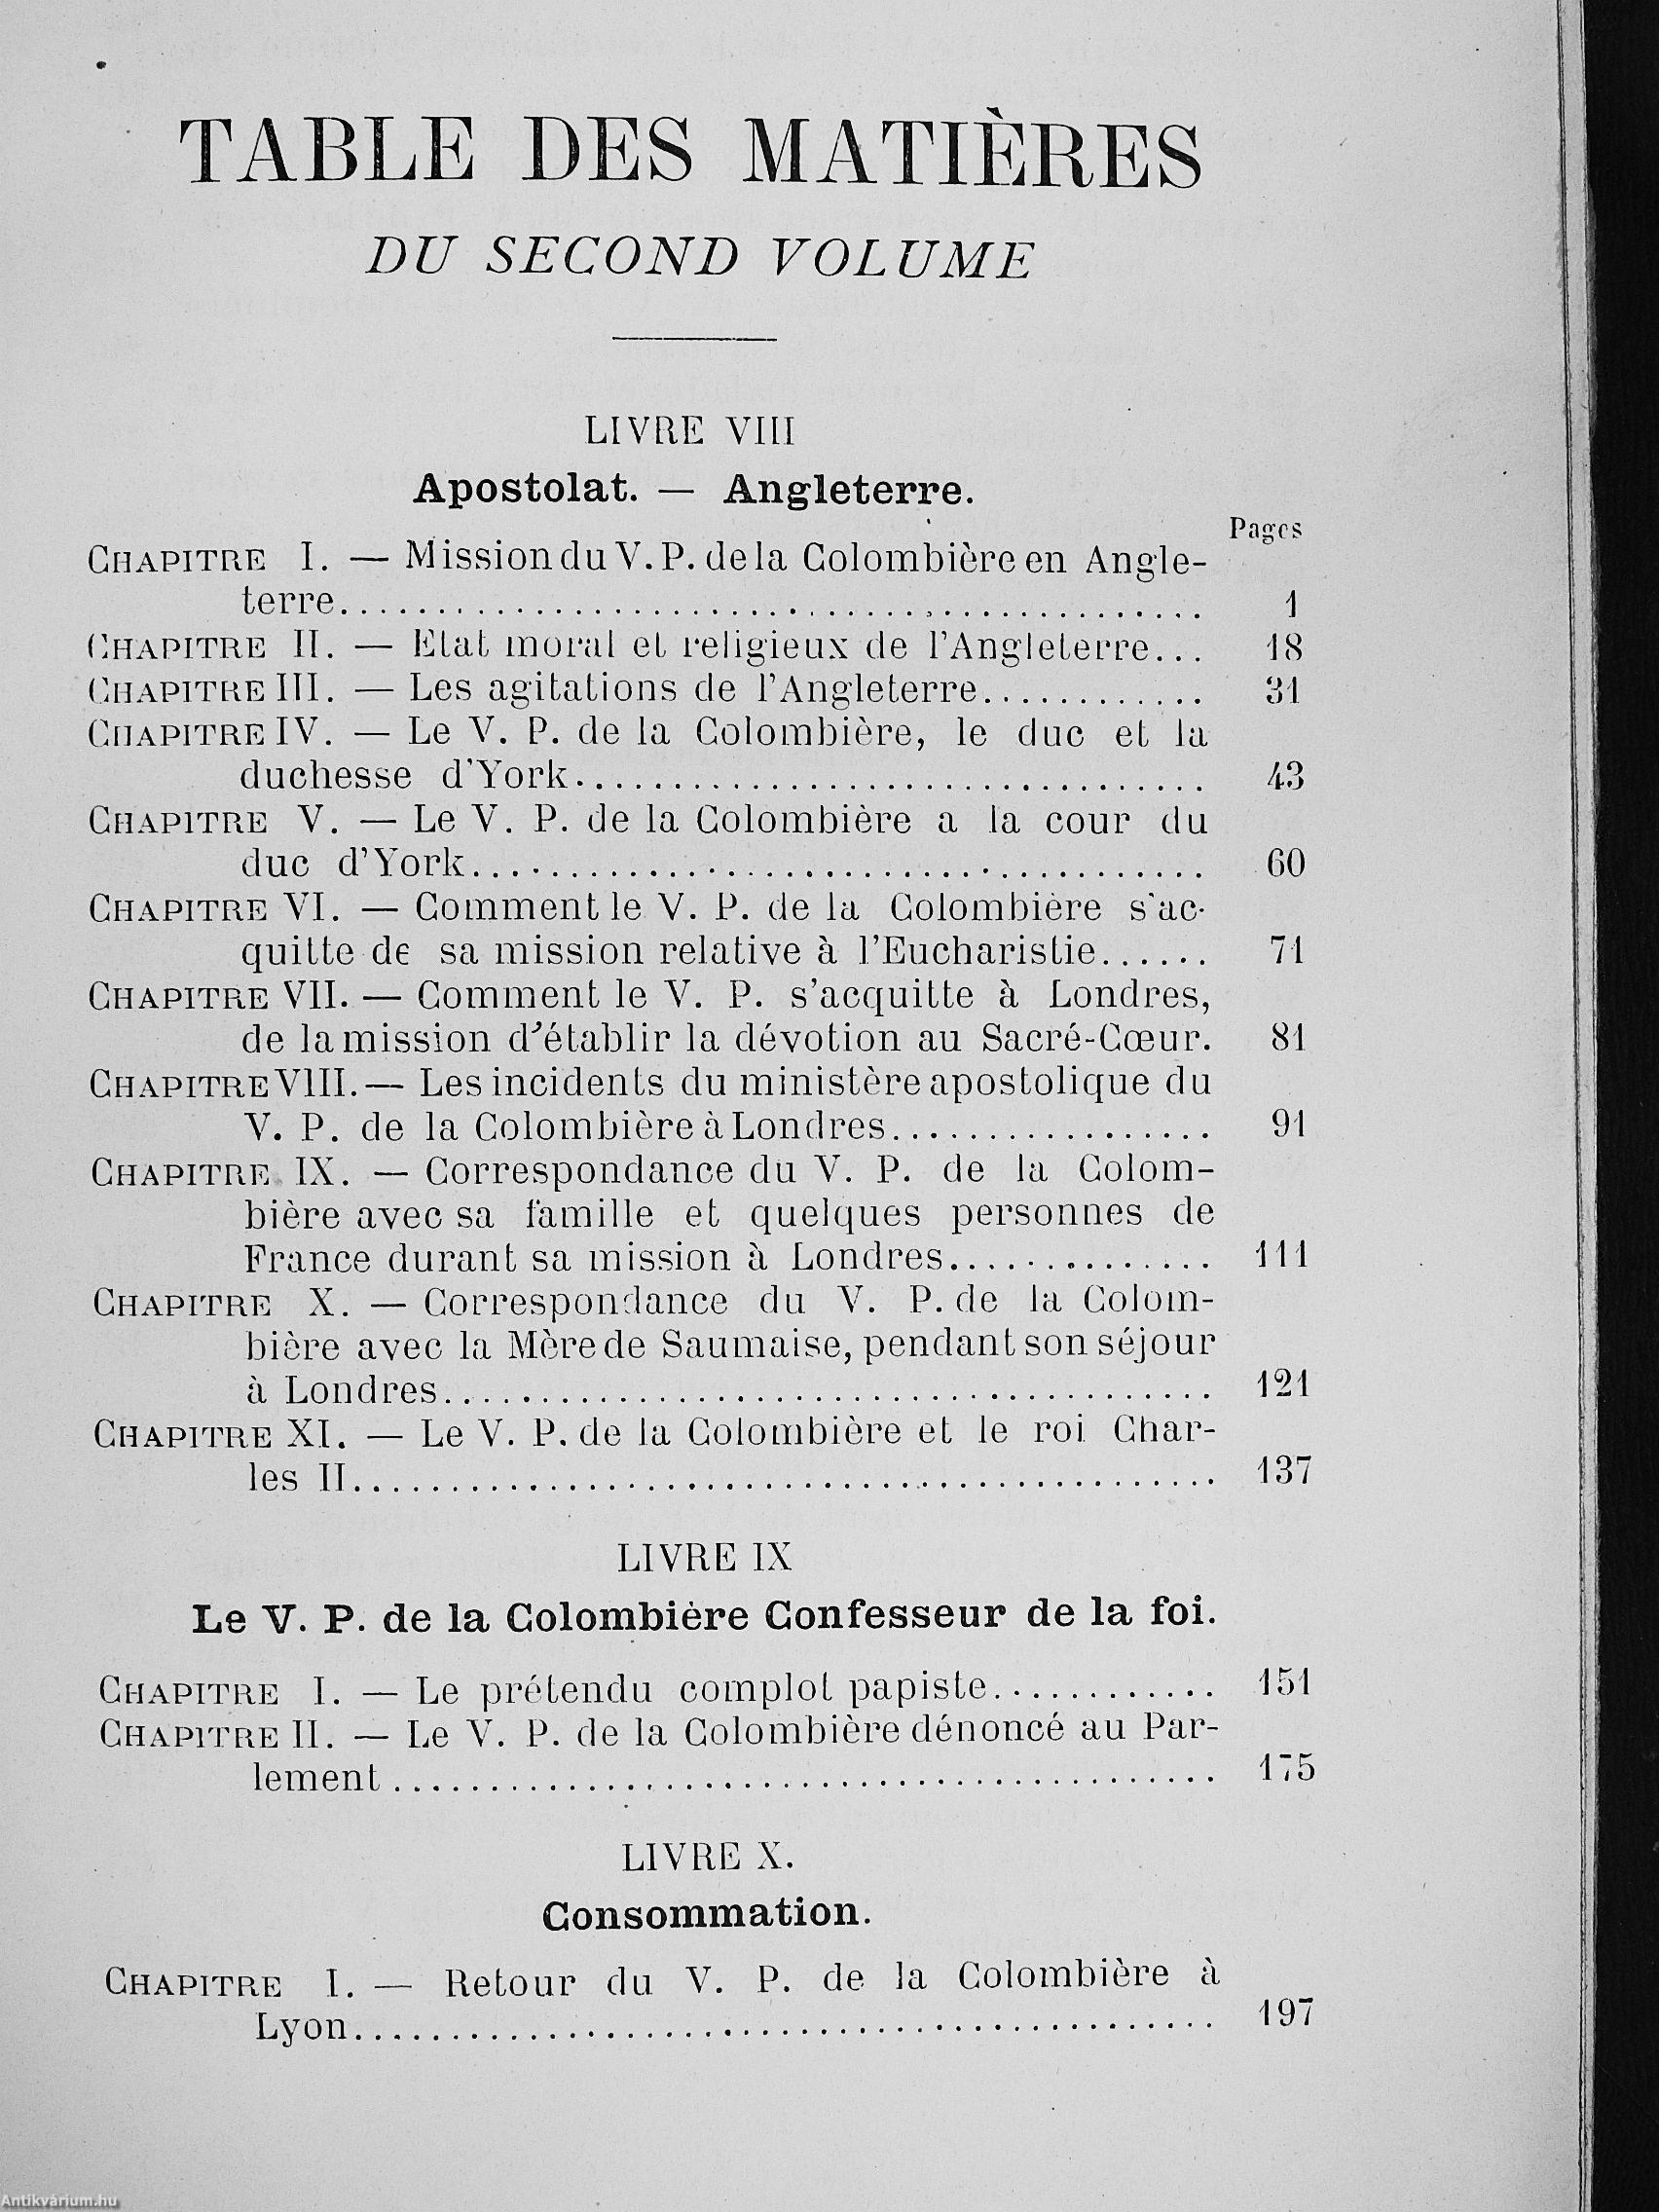 TABLE DES MATIÈRES
DU SECOND VOLUME
LIVRE VIII
Apostolat. — Angleterre.
Pages
CHAPITRE I. — Mission du V. P. de la Colombière en Angle-
terre............................................ 1
CHAPITRE II. — Etat moral et religieux de l'Angleterre... 18
CHAPITRE III. — Les agitations de l'Angleterre............ 31
CHAPITRE IV. — Le V. P. de la Colombière, le duc et la
duchesse d'York................................. 43
CHAPITRE V. — Le V. P. de la Colombière a la cour du
duc d'York...................................... 60
CHAPITRE VI. — Comment le V. P. de la Colombière s'ac-
quitte de sa mission relative à l'Eucharistie...... 71
CHAPITRE VII. — Comment le V. P. s'acquitte à Londres,
de la mission d'établir la dévotion au Sacré-Cœur. 81
CHAPITRE VIII. — Les incidents du ministère apostolique du
V. P. de la Colombière à Londres................. 91
CHAPITRE IX. — Correspondance du V. P. de la Colom-
bière avec sa famille et quelques personnes de
France durant sa mission à Londres.............. 111
CHAPITRE X. — Correspondance du V. P. de la Colom-
bière avec la Mère de Saumaise, pendant son séjour
à Londres........................................ 121
CHAPITRE XI. — Le V. P. de la Colombière et le roi Char-
les II............................................ 137
LIVRE IX
Le V. P. de la Colombière Confesseur de la foi.
CHAPITRE I. — Le prétendu complot papiste............ 151
CHAPITRE II. — Le V. P. de la Colombière dénoncé au Par-
lement .......................................... 175
LIVRE X.
Consommation.
CHAPITRE I. — Retour du V. P. de la Colombière à
Lyon............................................. 197
Antikvárium.hu